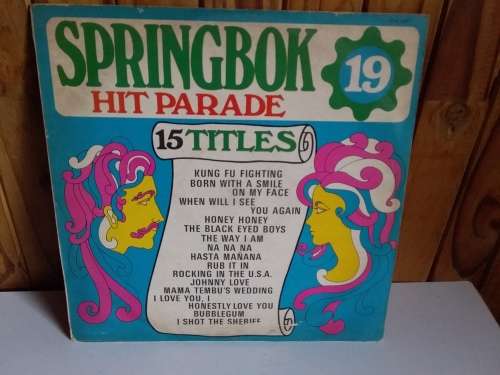 SPRINGBOK
19
HIT PARADE
15 TITLES
KUNG FU FIGHTING
BORN WITH A SMILE
ON MY FACE
WHEN WILL I SEE
YOU AGAIN
HONEY HONEY
THE BLACK EYED BOYS
THE WAY I AM
NA NA NA
HASTA MAÑANA
RUB IT IN
ROCKING IN THE U.S.A.
JOHNNY LOVE
MAMA TEMBU'S WEDDING
I LOVE YOU, I
HONESTLY LOVE YOU
BUBBLEGUM
I SHOT THE SHERIFF